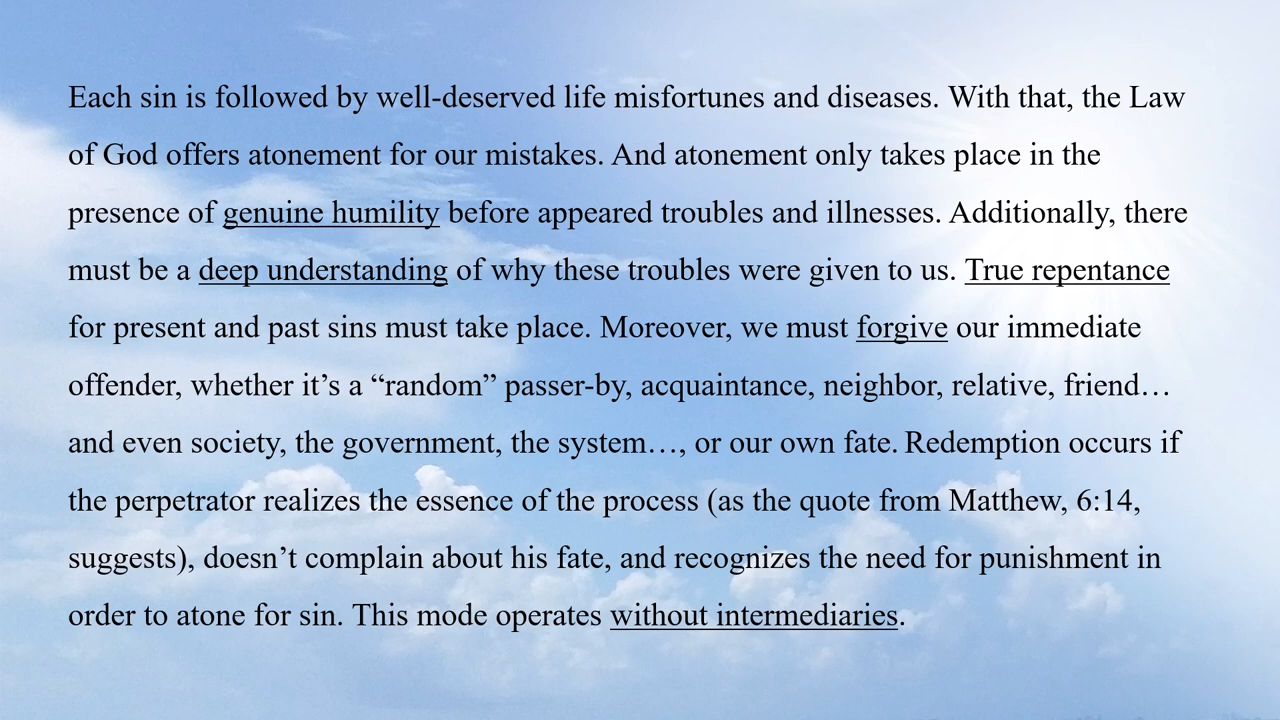 Each sin is followed by well-deserved life misfortunes and diseases. With that, the Law
of God offers atonement for our mistakes. And atonement only takes place in the
presence of genuine humility before appeared troubles and illnesses. Additionally, there
must be a deep understanding of why these troubles were given to us. True repentance
for present and past sins must take place. Moreover, we must forgive our immediate
offender, whether it’s a “random” passer-by, acquaintance, neighbor, relative, friend…
and even society, the government, the system…, or our own fate. Redemption occurs if
the perpetrator realizes the essence of the process (as the quote from Matthew, 6:14,
suggests), doesn’t complain about his fate, and recognizes the need for punishment in
order to atone for sin. This mode operates without intermediaries.